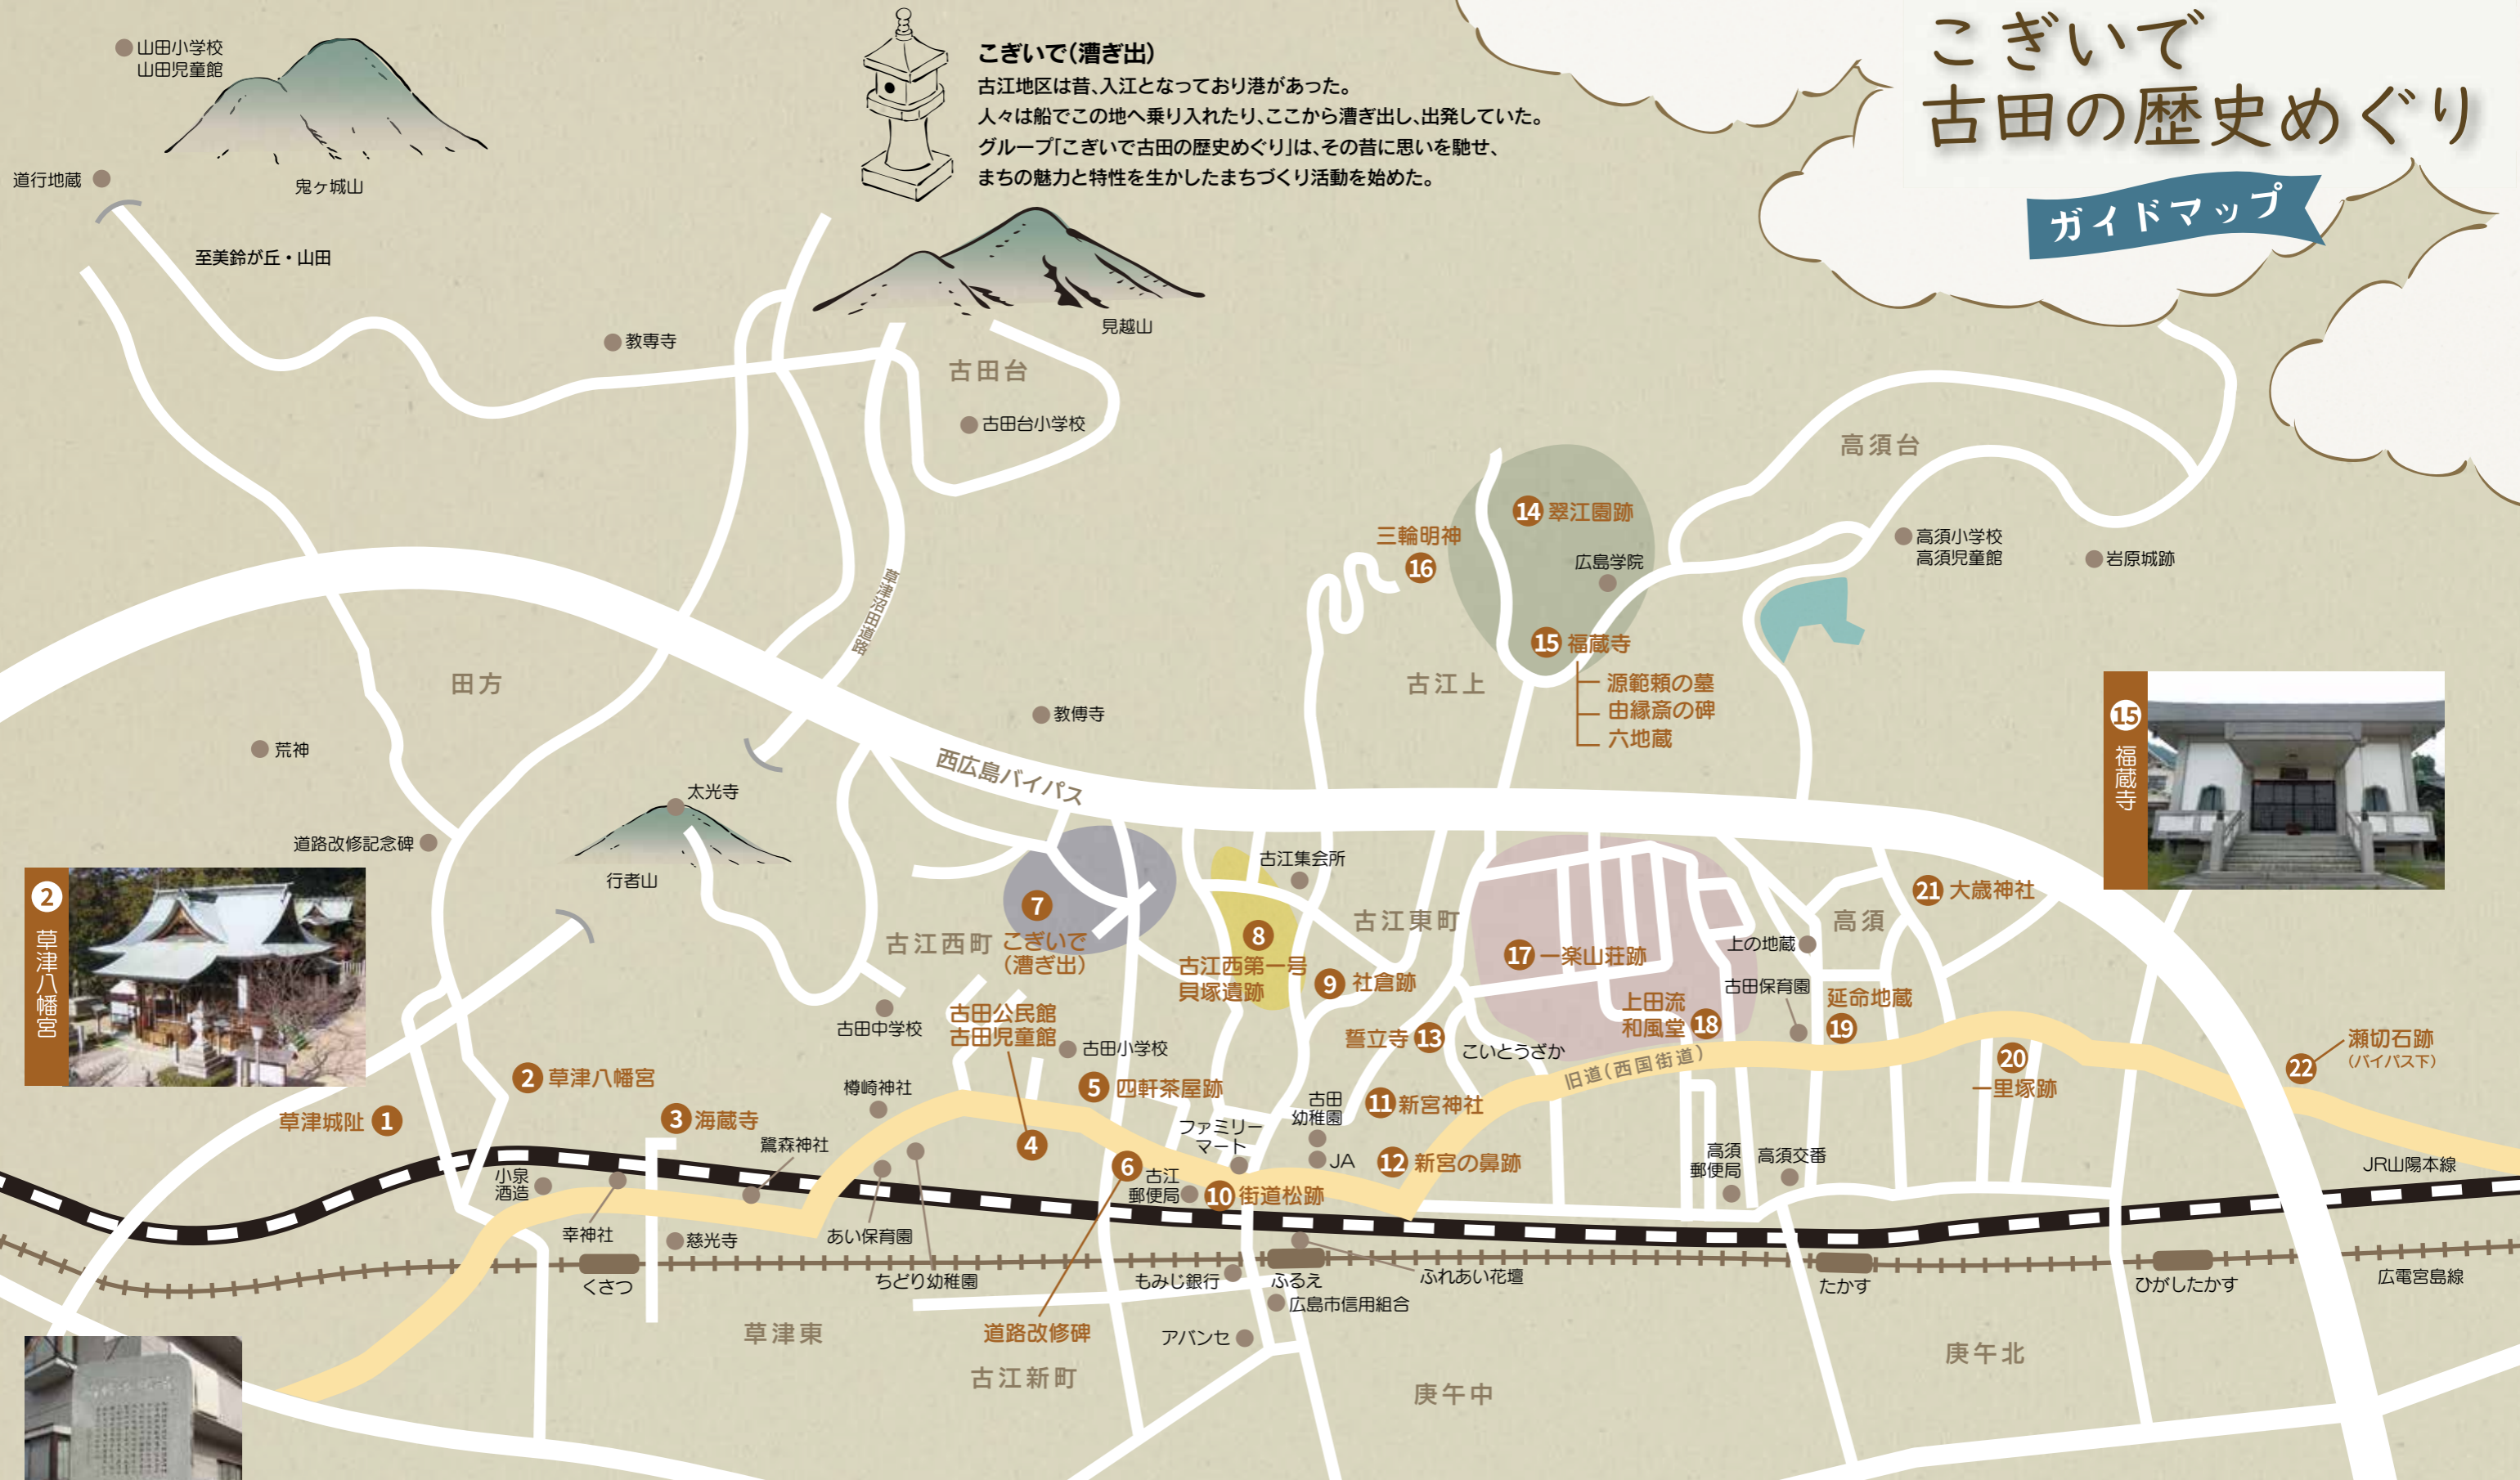 こぎいで
古田の歴史めぐり
ガイドマップ
こぎいで(漕ぎ出)
古江地区は昔、入江となっており港があった。
人々は船でこの地へ乗り入れたり、ここから漕ぎ出し、出発していた。
グループ「こぎいで古田の歴史めぐり」は、その昔に思いを馳せ、
まちの魅力と特性を生かしたまちづくり活動を始めた。
山田小学校
山田児童館
道行地蔵
鬼ヶ城山
至美鈴が丘・山田
教専寺
見越山
古田台
古田台小学校
草津沼田道路
高須台
高須小学校
高須児童館
岩原城跡
14 翠江園跡
三輪明神
16
広島学院
15 福蔵寺
源範頼の墓
由縁斎の碑
六地蔵
古江上
田方
荒神
教傅寺
西広島バイパス
太光寺
行者山
道路改修記念碑
15
福蔵寺
2
草津八幡宮
古江西町
7
こぎいで
(漕ぎ出)
8
古江西第一号
貝塚遺跡
古江集会所
古江東町
9 社倉跡
誓立寺 13
こいとうざか
17 一楽山荘跡
上田流
和風堂 18
上の地蔵
古田保育園
延命地蔵
19
高須
21 大歳神社
20
一里塚跡
瀬切石跡
(バイパス下)
22
旧道(西国街道)
古田中学校
古田公民館
古田児童館
4
古田小学校
5 四軒茶屋跡
樽崎神社
2 草津八幡宮
草津城址 1
3 海蔵寺
鷺森神社
小泉
酒造
幸神社
慈光寺
くさつ
あい保育園
ちどり幼稚園
6
道路改修碑
古江
郵便局
ファミリー
マート
10 街道松跡
古田
幼稚園
JA
11 新宮神社
12 新宮の鼻跡
高須
郵便局
高須交番
JR山陽本線
もみじ銀行
ふるえ
ふれあい花壇
広島市信用組合
アバンセ
たかす
ひがしたかす
広電宮島線
草津東
古江新町
庚午中
庚午北